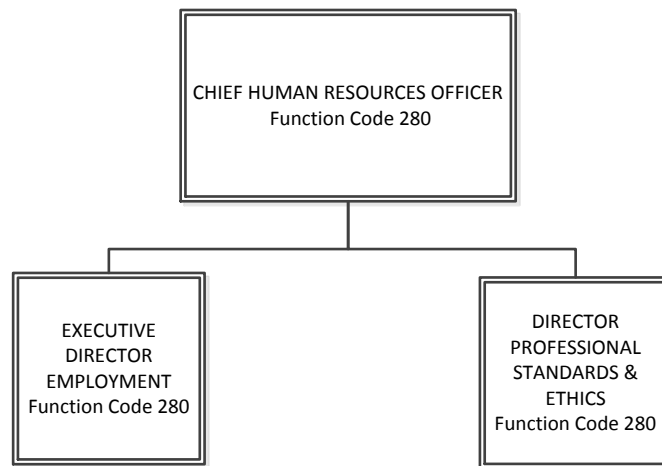 CHIEF HUMAN RESOURCES OFFICER
Function Code 280
EXECUTIVE
DIRECTOR
EMPLOYMENT
Function Code 280
DIRECTOR
PROFESSIONAL
STANDARDS &
ETHICS
Function Code 280